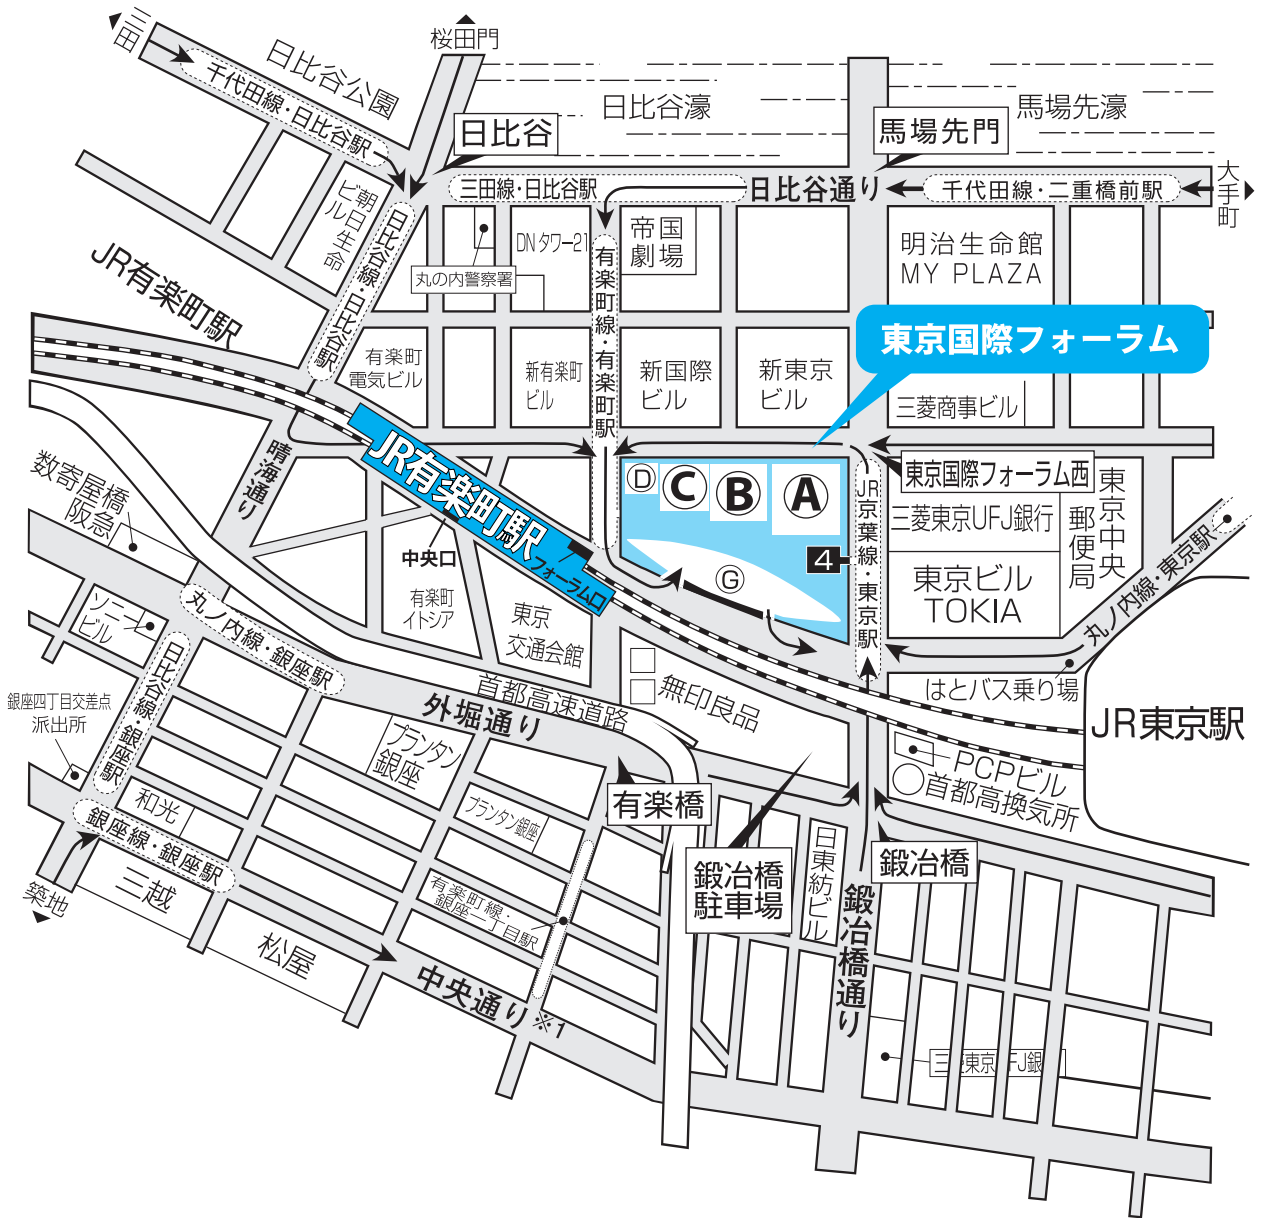 三田
桜田門
日比谷公園
千代田線・日比谷駅
日比谷濠
馬場先濠
日比谷
馬場先門
三田線・日比谷駅
日比谷通り
千代田線・二重橋前駅
大手町
朝日生命
ビル
日比谷線・日比谷駅
丸の内警察署
DNタワー21
有楽町線・有楽町駅
帝国
劇場
明治生命館
MY PLAZA
JR有楽町駅
東京国際フォーラム
有楽町
電気ビル
新有楽町
ビル
新国際
ビル
新東京
ビル
三菱商事ビル
晴海通り
JR有楽町駅
D
C
B
A
G
4
JR京葉線・東京駅
東京国際フォーラム西
三菱東京UFJ銀行
東京中央
郵便局
東京ビル
TOKIA
丸ノ内線・東京駅
数寄屋橋
阪急
中央口
フォーラム口
有楽町
イトシア
東京
交通会館
ソニー
ビル
丸ノ内線・銀座駅
日比谷線・銀座駅
銀座四丁目交差点
派出所
首都高速道路
外堀通り
無印良品
はとバス乗り場
JR東京駅
プランタン
銀座
PCPビル
首都高換気所
和光
プランタン銀座
有楽橋
銀座線・銀座駅
三越
築地
有楽町線・
銀座一丁目駅
鍛冶橋
駐車場
日東紡ビル
鍛冶橋
鍛冶橋通り
松屋
中央通り※1
三菱東京UFJ銀